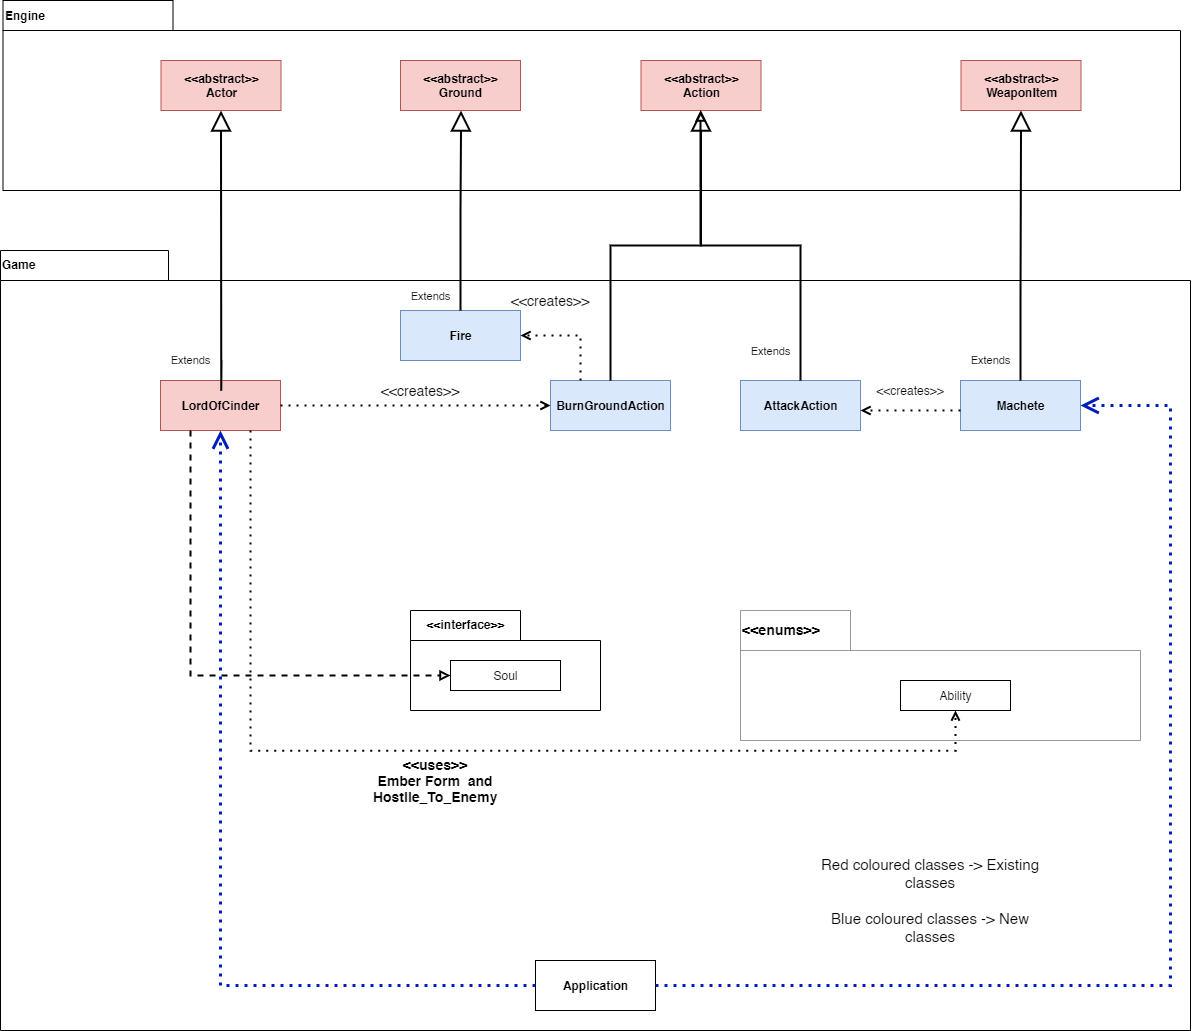 Engine
<<abstract>>
Actor
<<abstract>>
Ground
<<abstract>>
Action
<<abstract>>
WeaponItem
Game
Extends
<<creates>>
Fire
Extends
Extends
Extends
<<creates>>
<<creates>>
LordOfCinder
BurnGroundAction
AttackAction
Machete
<<interface>>
<<enums>>
Soul
Ability
<<uses>>
Ember Form and
Hostile_To_Enemy
Red coloured classes -> Existing
classes
Blue coloured classes -> New
classes
Application